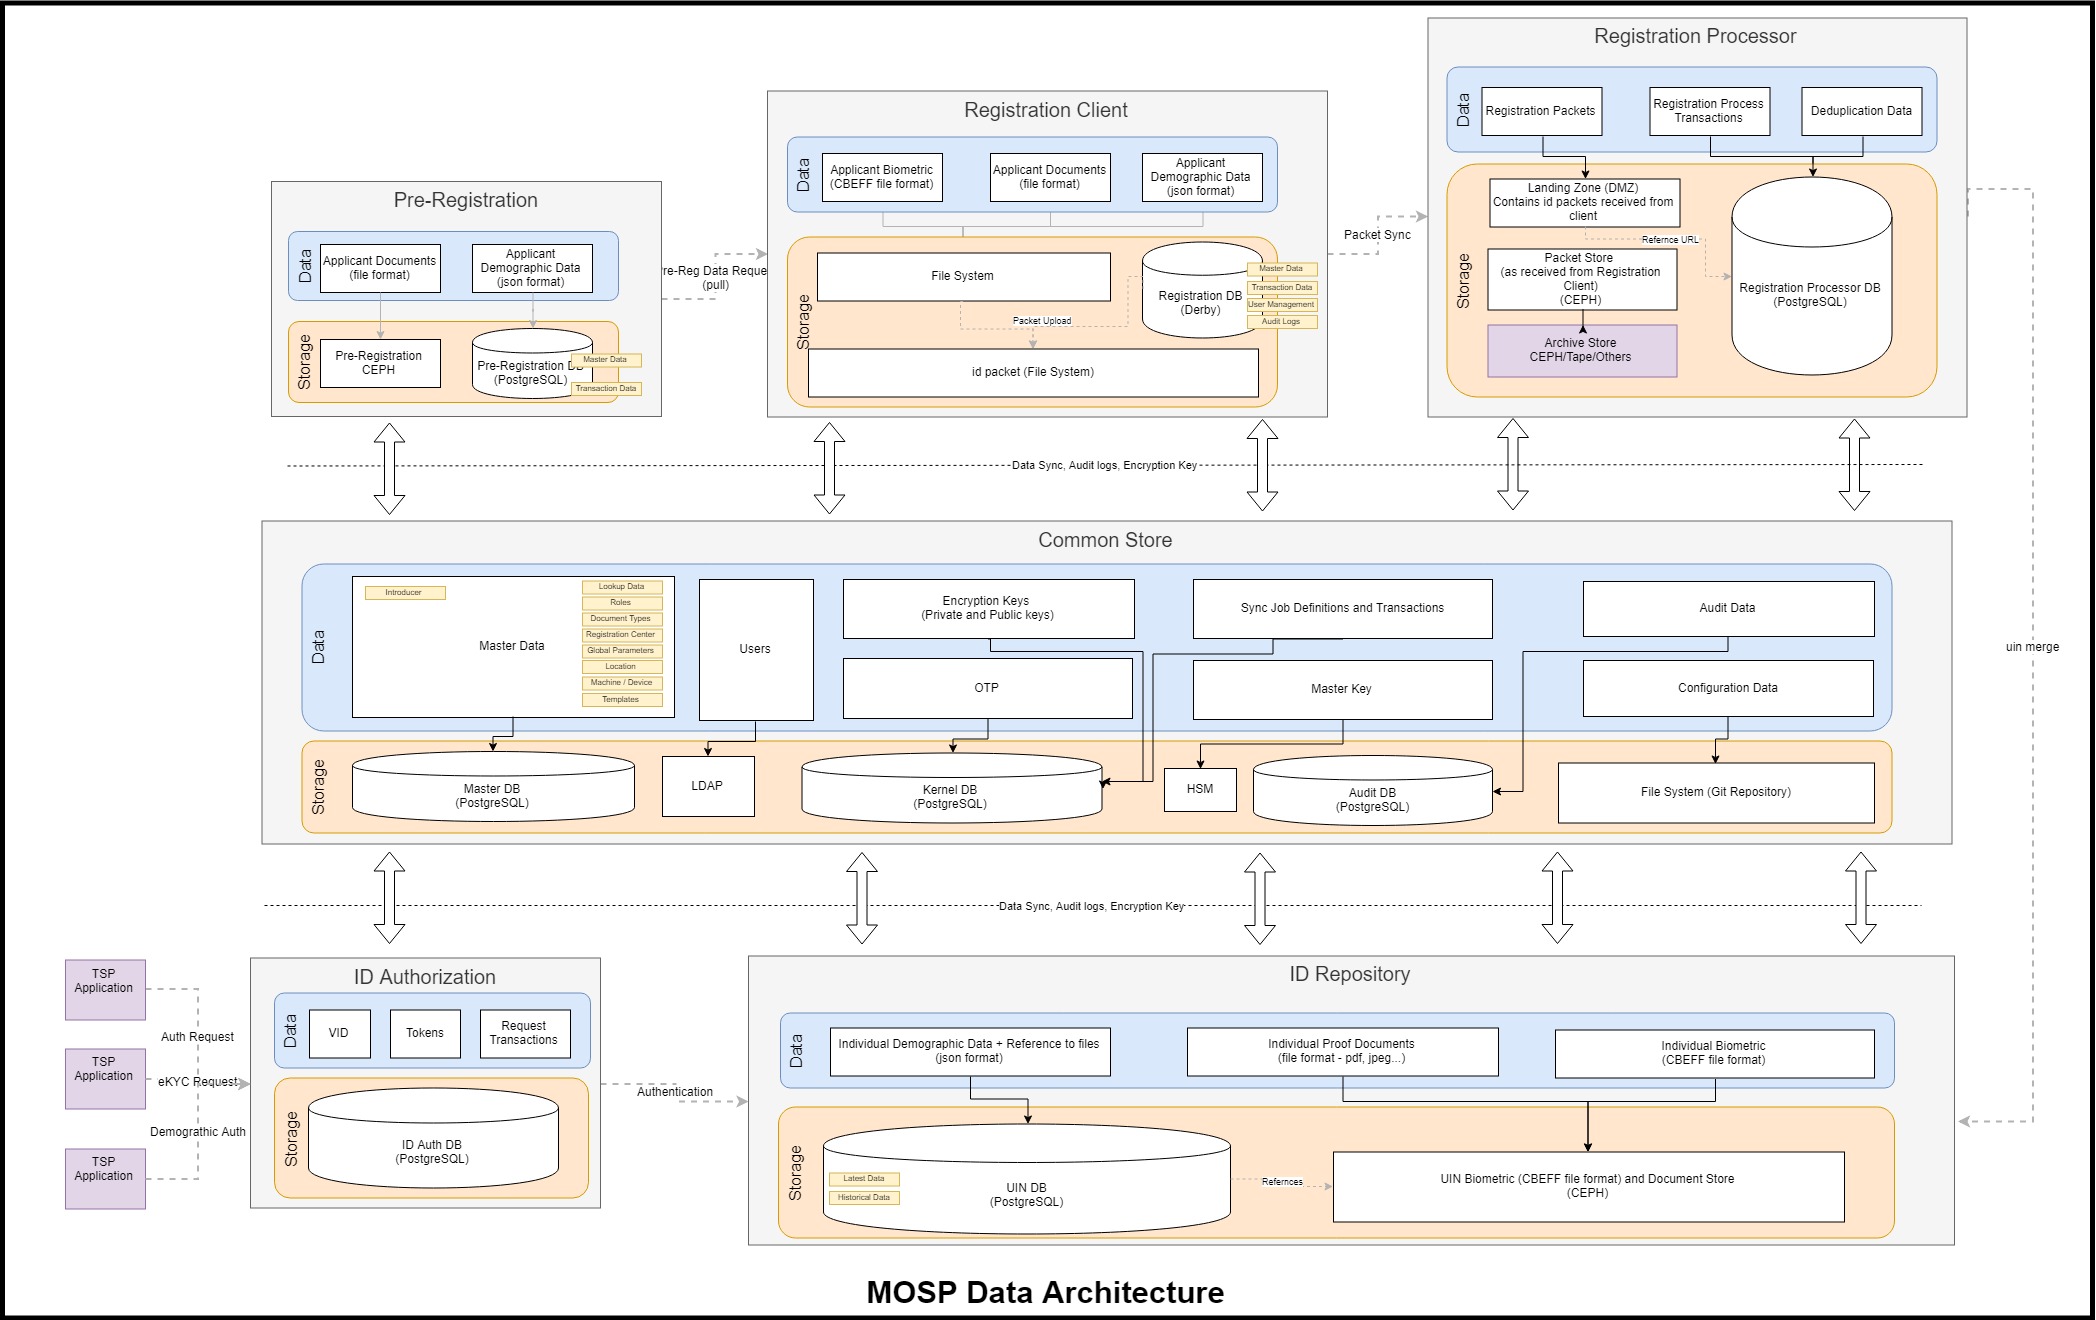 Pre-Registration
Data
Applicant Documents
(file format)
Applicant
Demographic Data
(json format)
Storage
Pre-Registration
CEPH
Pre-Registration DB
(PostgreSQL)
Master Data
Transaction Data
re-Reg Data Reque
(pull)
Registration Client
Data
Applicant Biometric
(CBEFF file format)
Applicant Documents
(file format)
Applicant
Demographic Data
(json format)
Storage
File System
Registration DB
(Derby)
Master Data
Transaction Data
User Management
Audit Logs
Packet Upload
id packet (File System)
Packet Sync
Registration Processor
Data
Registration Packets
Registration Process
Transactions
Deduplication Data
Storage
Landing Zone (DMZ)
Contains id packets received from
client
Refernce URL
Packet Store
(as received from Registration
Client)
(CEPH)
Archive Store
CEPH/Tape/Others
Registration Processor DB
(PostgreSQL)
uin merge
Data Sync, Audit logs, Encryption Key
Common Store
Data
Introducer
Master Data
Lookup Data
Roles
Document Types
Registration Center
Global Parameters
Location
Machine / Device
Templates
Users
Encryption Keys
(Private and Public keys)
OTP
Sync Job Definitions and Transactions
Master Key
Audit Data
Configuration Data
Storage
Master DB
(PostgreSQL)
LDAP
Kernel DB
(PostgreSQL)
HSM
Audit DB
(PostgreSQL)
File System (Git Repository)
Data Sync, Audit logs, Encryption Key
TSP
Application
TSP
Application
TSP
Application
Auth Request
eKYC Request
Demograthic Auth
ID Authorization
Data
VID
Tokens
Request
Transactions
Storage
ID Auth DB
(PostgreSQL)
Authentication
ID Repository
Data
Individual Demographic Data + Reference to files
(json format)
Individual Proof Documents
(file format - pdf, jpeg...)
Individual Biometric
(CBEFF file format)
Storage
Latest Data
Historical Data
UIN DB
(PostgreSQL)
Refernces
UIN Biometric (CBEFF file format) and Document Store
(CEPH)
MOSP Data Architecture